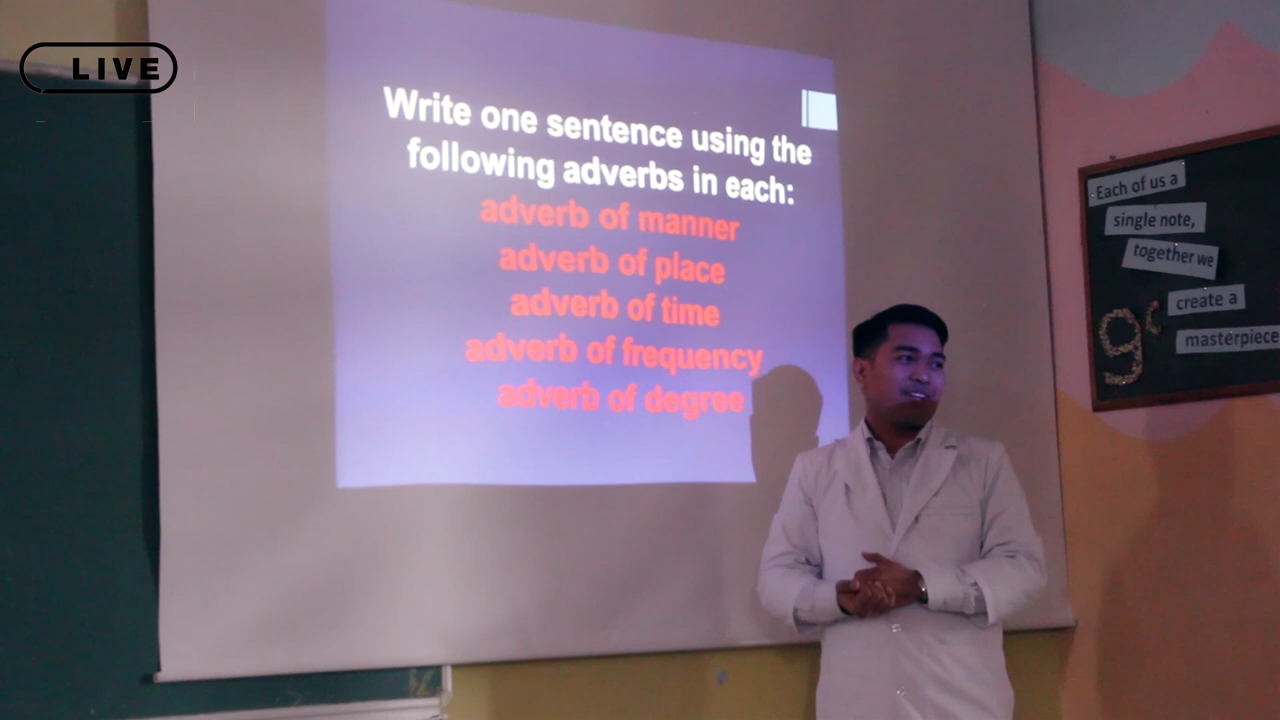 LIVE
Write one sentence using the
following adverbs in each:
adverb of manner
adverb of place
adverb of time
adverb of frequency
adverb of degree
Each of us a
single note,
together we
create a
masterpiece
9c